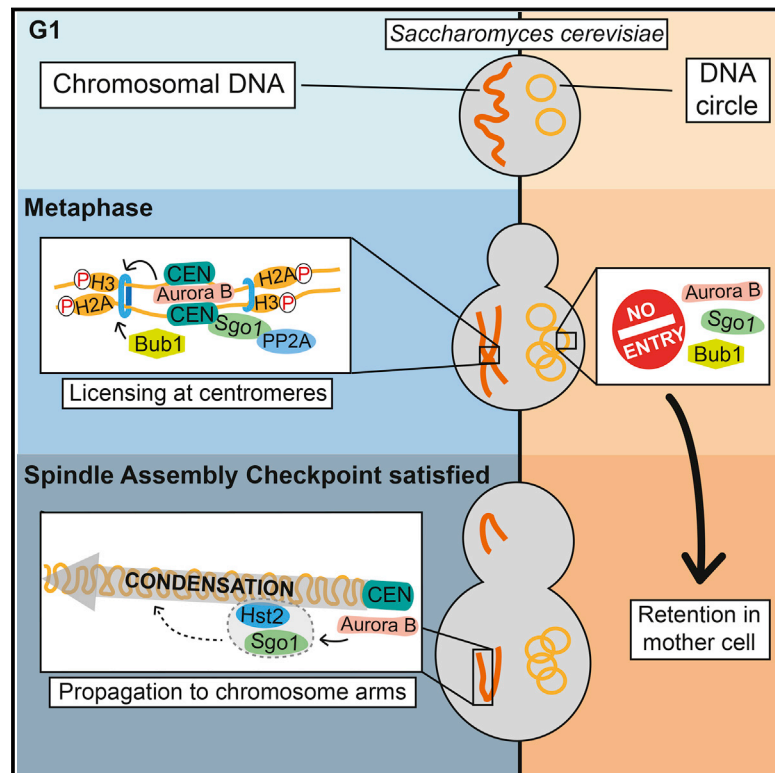 G1
Saccharomyces cerevisiae
Chromosomal DNA
DNA
circle
Metaphase
P H3
CEN
H2A P
P H2A
Aurora B
H3 P
CEN
Sgo1
Bub1
PP2A
Licensing at centromeres
NO
ENTRY
Aurora B
Sgo1
Bub1
Spindle Assembly Checkpoint satisfied
CONDENSATION
CEN
Hst2
Aurora B
Sgo1
Propagation to chromosome arms
Retention in
mother cell